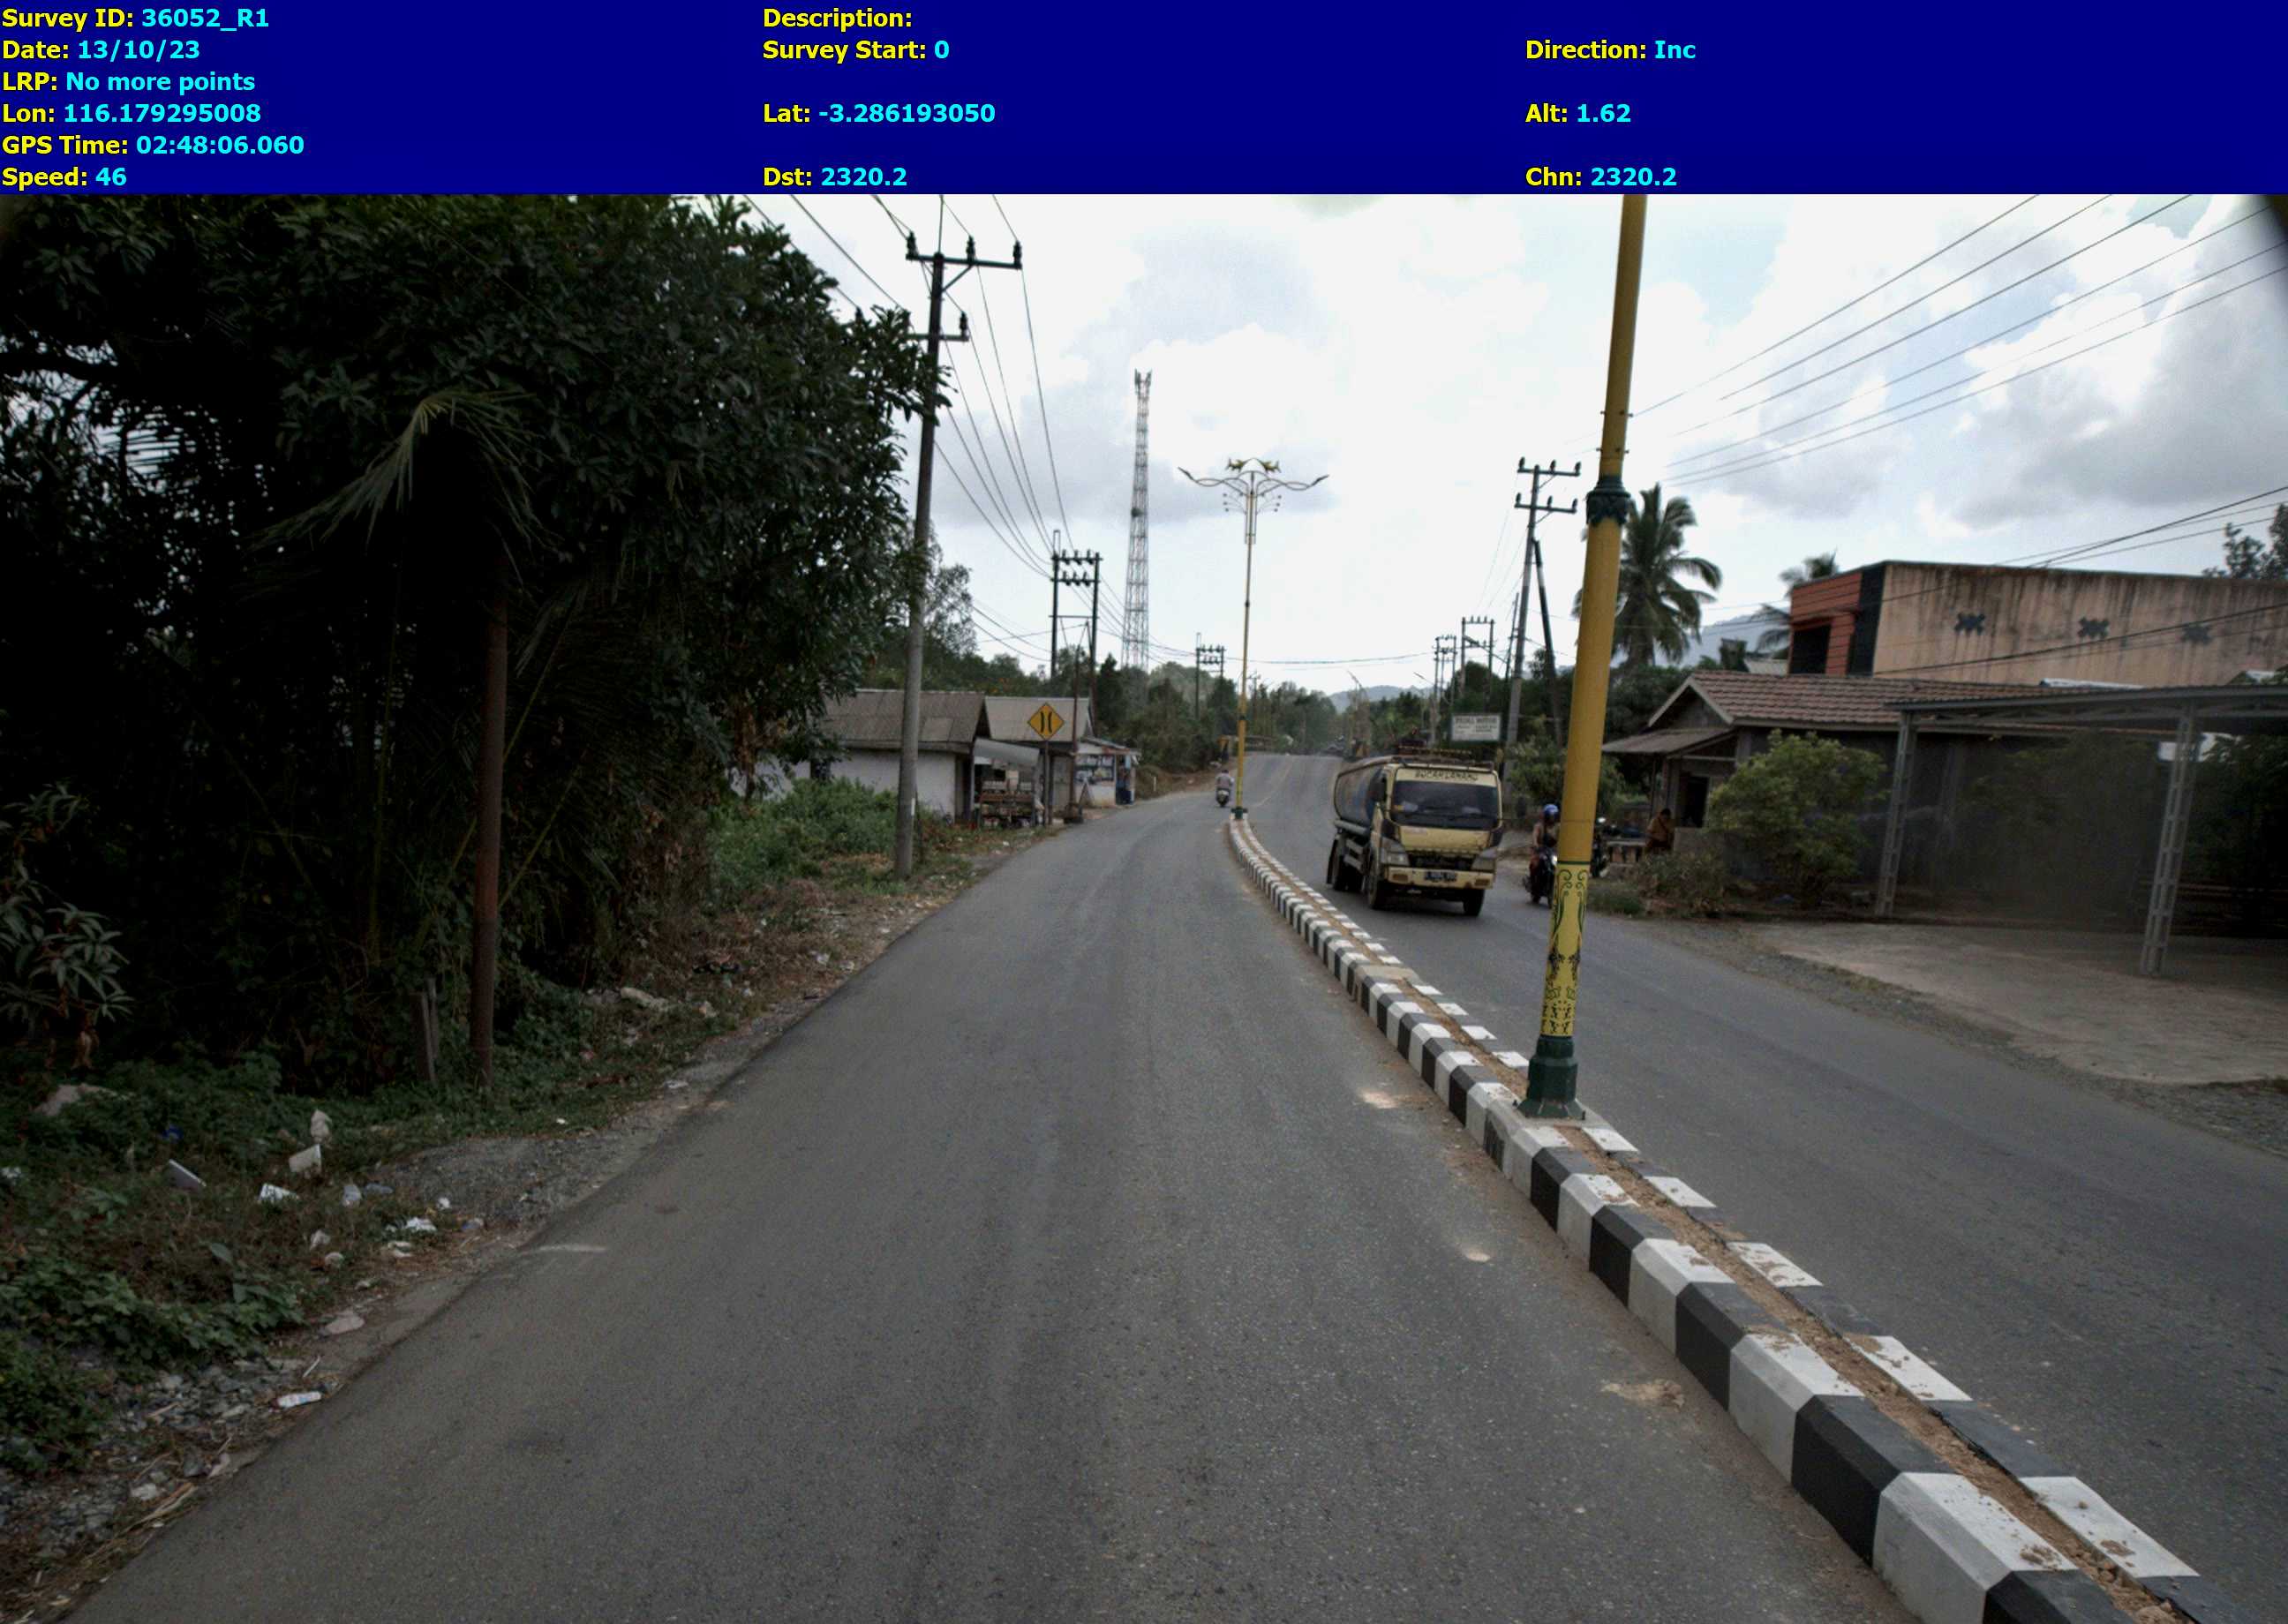 Survey ID: 36052_R1
Description:
Date: 13/10/23
Survey Start: 0
Direction: Inc
LRP: No more points
Lon: 116.179295008
Lat: -3.286193050
Alt: 1.62
GPS Time: 02:48:06.060
Speed: 46
Dst: 2320.2
Chn: 2320.2